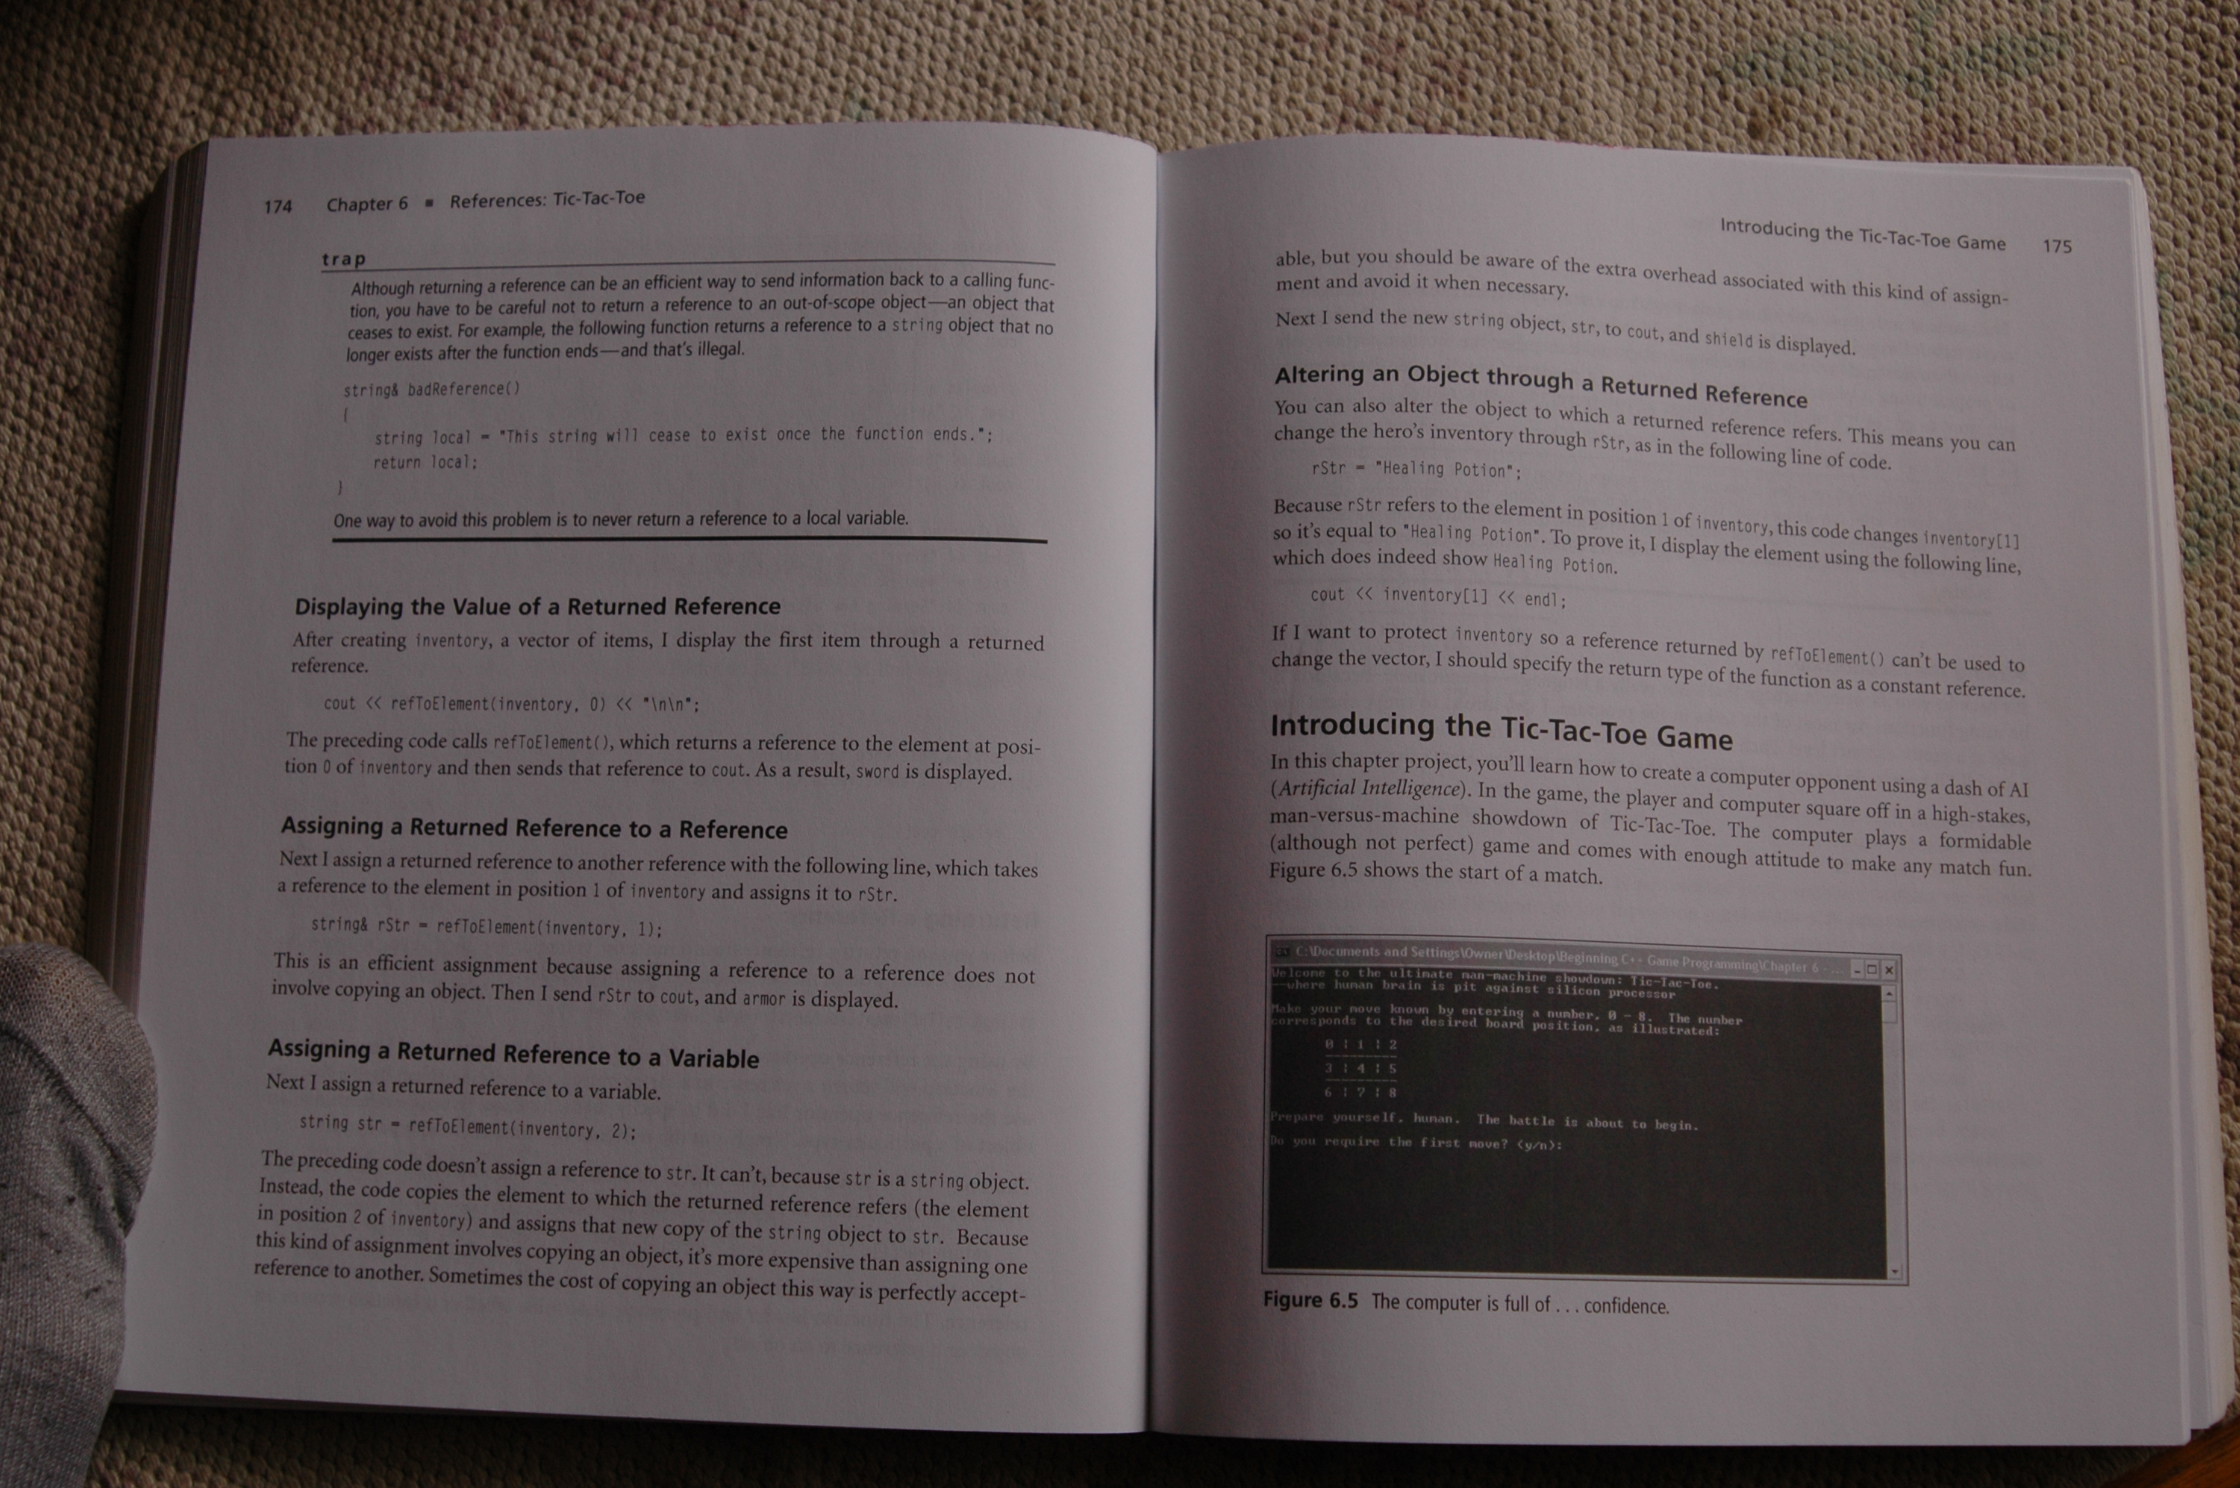 174 Chapter 6 ■ References: Tic-Tac-Toe
trap
Although returning a reference can be an efficient way to send information back to a calling func-
tion, you have to be careful not to return a reference to an out-of-scope object—an object that
ceases to exist. For example, the following function returns a reference to a string object that no
longer exists after the function ends—and that's illegal.
string& badReference()
{
string local = "This string will cease to exist once the function ends.";
return local;
}
One way to avoid this problem is to never return a reference to a local variable.
Displaying the Value of a Returned Reference
After creating inventory, a vector of items, I display the first item through a returned
reference.
cout << refToElement(inventory, 0) << "\n\n";
The preceding code calls refToElement(), which returns a reference to the element at posi-
tion 0 of inventory and then sends that reference to cout. As a result, sword is displayed.
Assigning a Returned Reference to a Reference
Next I assign a returned reference to another reference with the following line, which takes
a reference to the element in position 1 of inventory and assigns it to rStr.
string& rStr = refToElement(inventory, 1);
This is an efficient assignment because assigning a reference to a reference does not
involve copying an object. Then I send rStr to cout, and armor is displayed.
Assigning a Returned Reference to a Variable
Next I assign a returned reference to a variable.
string str = refToElement(inventory, 2);
The preceding code doesn't assign a reference to str. It can't, because str is a string object.
Instead, the code copies the element to which the returned reference refers (the element
in position 2 of inventory) and assigns that new copy of the string object to str. Because
this kind of assignment involves copying an object, it's more expensive than assigning one
reference to another. Sometimes the cost of copying an object this way is perfectly accept-
Introducing the Tic-Tac-Toe Game 175
able, but you should be aware of the extra overhead associated with this kind of assign-
ment and avoid it when necessary.
Next I send the new string object, str, to cout, and shield is displayed.
Altering an Object through a Returned Reference
You can also alter the object to which a returned reference refers. This means you can
change the hero's inventory through rStr, as in the following line of code.
rStr = "Healing Potion";
Because rStr refers to the element in position 1 of inventory, this code changes inventory[1]
so it's equal to "Healing Potion". To prove it, I display the element using the following line,
which does indeed show Healing Potion.
cout << inventory[1] << endl;
If I want to protect inventory so a reference returned by refToElement() can't be used to
change the vector, I should specify the return type of the function as a constant reference.
Introducing the Tic-Tac-Toe Game
In this chapter project, you'll learn how to create a computer opponent using a dash of AI
(Artificial Intelligence). In the game, the player and computer square off in a high-stakes,
man-versus-machine showdown of Tic-Tac-Toe. The computer plays a formidable
(although not perfect) game and comes with enough attitude to make any match fun.
Figure 6.5 shows the start of a match.
C:\Documents and Settings\Owner\Desktop\Beginning C++ Game Programming\Chapter 6 -...
Welcome to the ultimate man-machine showdown: Tic-Tac-Toe.
--where human brain is pit against silicon processor
Make your move known by entering a number, 0 - 8. The number
corresponds to the desired board position, as illustrated:
0 | 1 | 2
3 | 4 | 5
6 | 7 | 8
Prepare yourself, human. The battle is about to begin.
Do you require the first move? (y/n):
Figure 6.5 The computer is full of . . . confidence.